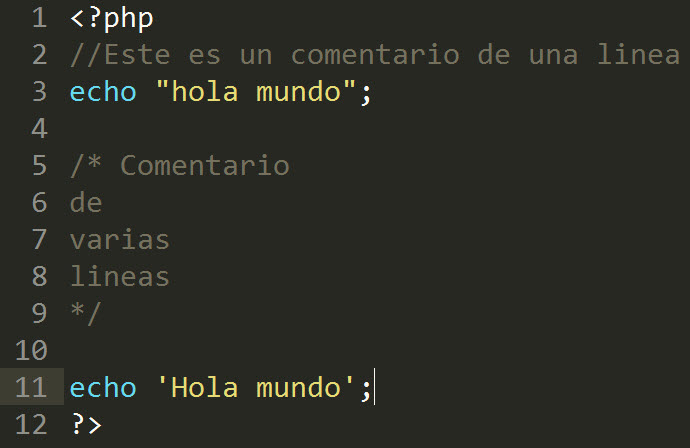 1 <?php
2 //Este es un comentario de una linea
3 echo "hola mundo";
4
5 /* Comentario
6 de
7 varias
8 lineas
9 */
10
11 echo 'Hola mundo';
12 ?>